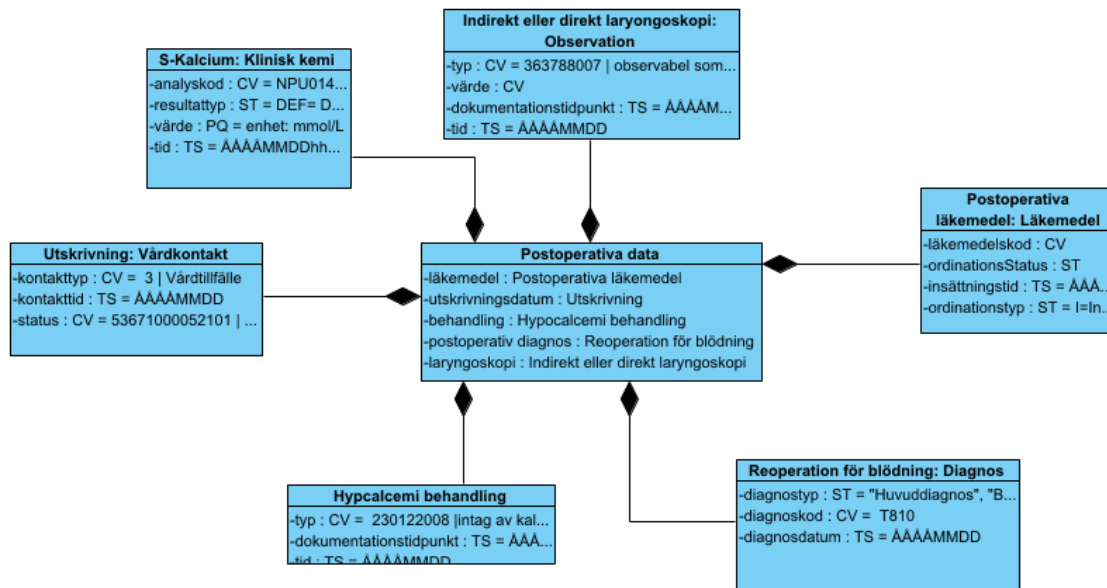 Indirekt eller direkt laryongoskopi:
Observation
-typ : CV = 363788007 | observabel som...
-värde : CV
-dokumentationstidpunkt : TS = ÅÅÅÅM...
-tid : TS = ÅÅÅÅMMDD
S-Kalcium: Klinisk kemi
-analyskod : CV = NPU014...
-resultattyp : ST = DEF= D...
-värde : PQ = enhet: mmol/L
-tid : TS = ÅÅÅÅMMDDhh...
Postoperativa
läkemedel: Läkemedel
-läkemedelskod : CV
-ordinationsStatus : ST
-insättningstid : TS = ÅÅÅ...
-ordinationstyp : ST = I=In...
Utskrivning: Vårdkontakt
-kontakttyp : CV = 3 | Vårdtillfälle
-kontakttid : TS = ÅÅÅÅMMDD
-status : CV = 53671000052101 | ...
Postoperativa data
-läkemedel : Postoperativa läkemedel
-utskrivningsdatum : Utskrivning
-behandling : Hypocalcemi behandling
-postoperativ diagnos : Reoperation för blödning
-laryngoskopi : Indirekt eller direkt laryngoskopi
Hypcalcemi behandling
-typ : CV = 230122008 |intag av kal...
-dokumentationstidpunkt : TS = ÅÅÅ...
-tid : TS = ÅÅÅÅMMDD
Reoperation för blödning: Diagnos
-diagnostyp : ST = "Huvuddiagnos", "B...
-diagnoskod : CV = T810
-diagnosdatum : TS = ÅÅÅÅMMDD